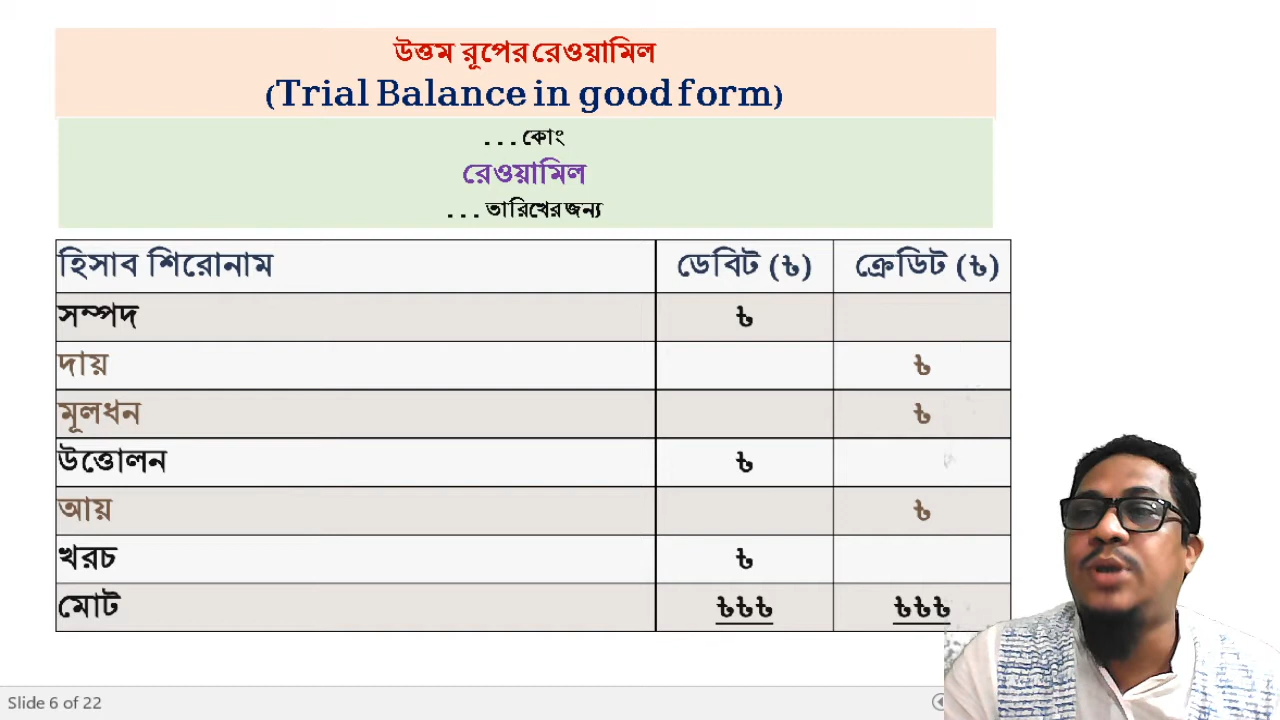 উত্তম রূপের রেওয়ামিল
(Trial Balance in good form)
... কোং
রেওয়ামিল
... তারিখের জন্য
হিসাব শিরোনাম ডেবিট (৳) ক্রেডিট (৳)
সম্পদ ৳
দায় ৳
মূলধন ৳
উত্তোলন ৳
আয় ৳
খরচ ৳
মোট ৳৳৳ ৳৳৳
Slide 6 of 22